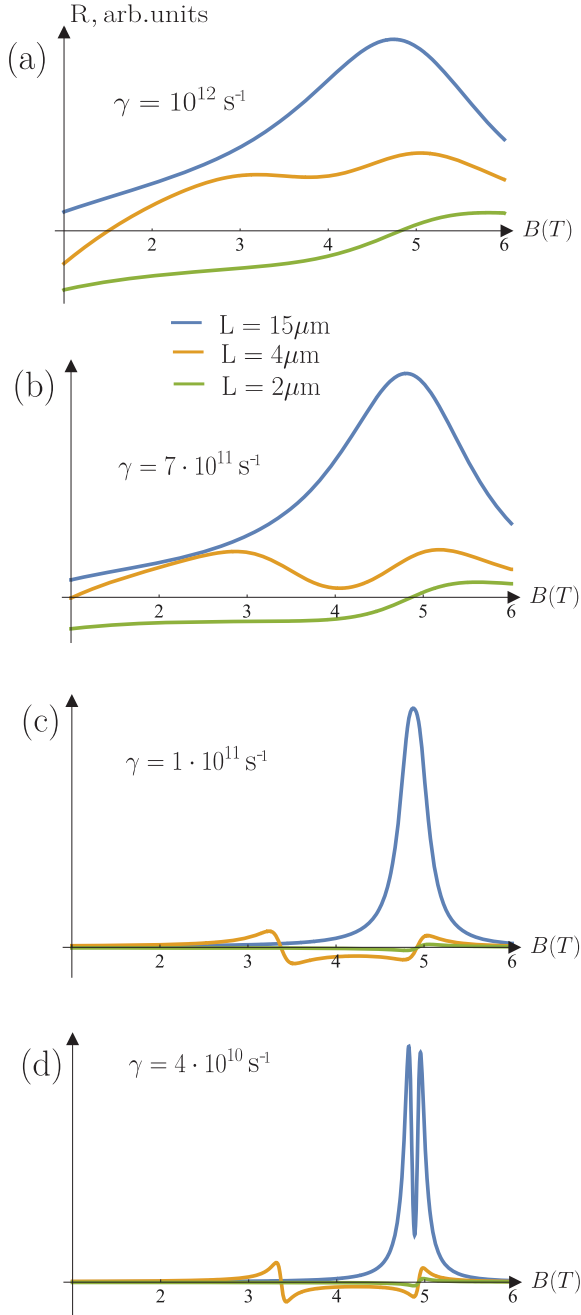 R, arb.units
(a)
γ = 10¹² s⁻¹
2 3 4 5 6 B(T)
L = 15μm
L = 4μm
L = 2μm
(b)
γ = 7 · 10¹¹ s⁻¹
2 3 4 5 6 B(T)
(c)
γ = 1 · 10¹¹ s⁻¹
2 3 4 5 6 B(T)
(d)
γ = 4 · 10¹⁰ s⁻¹
2 3 4 5 6 B(T)